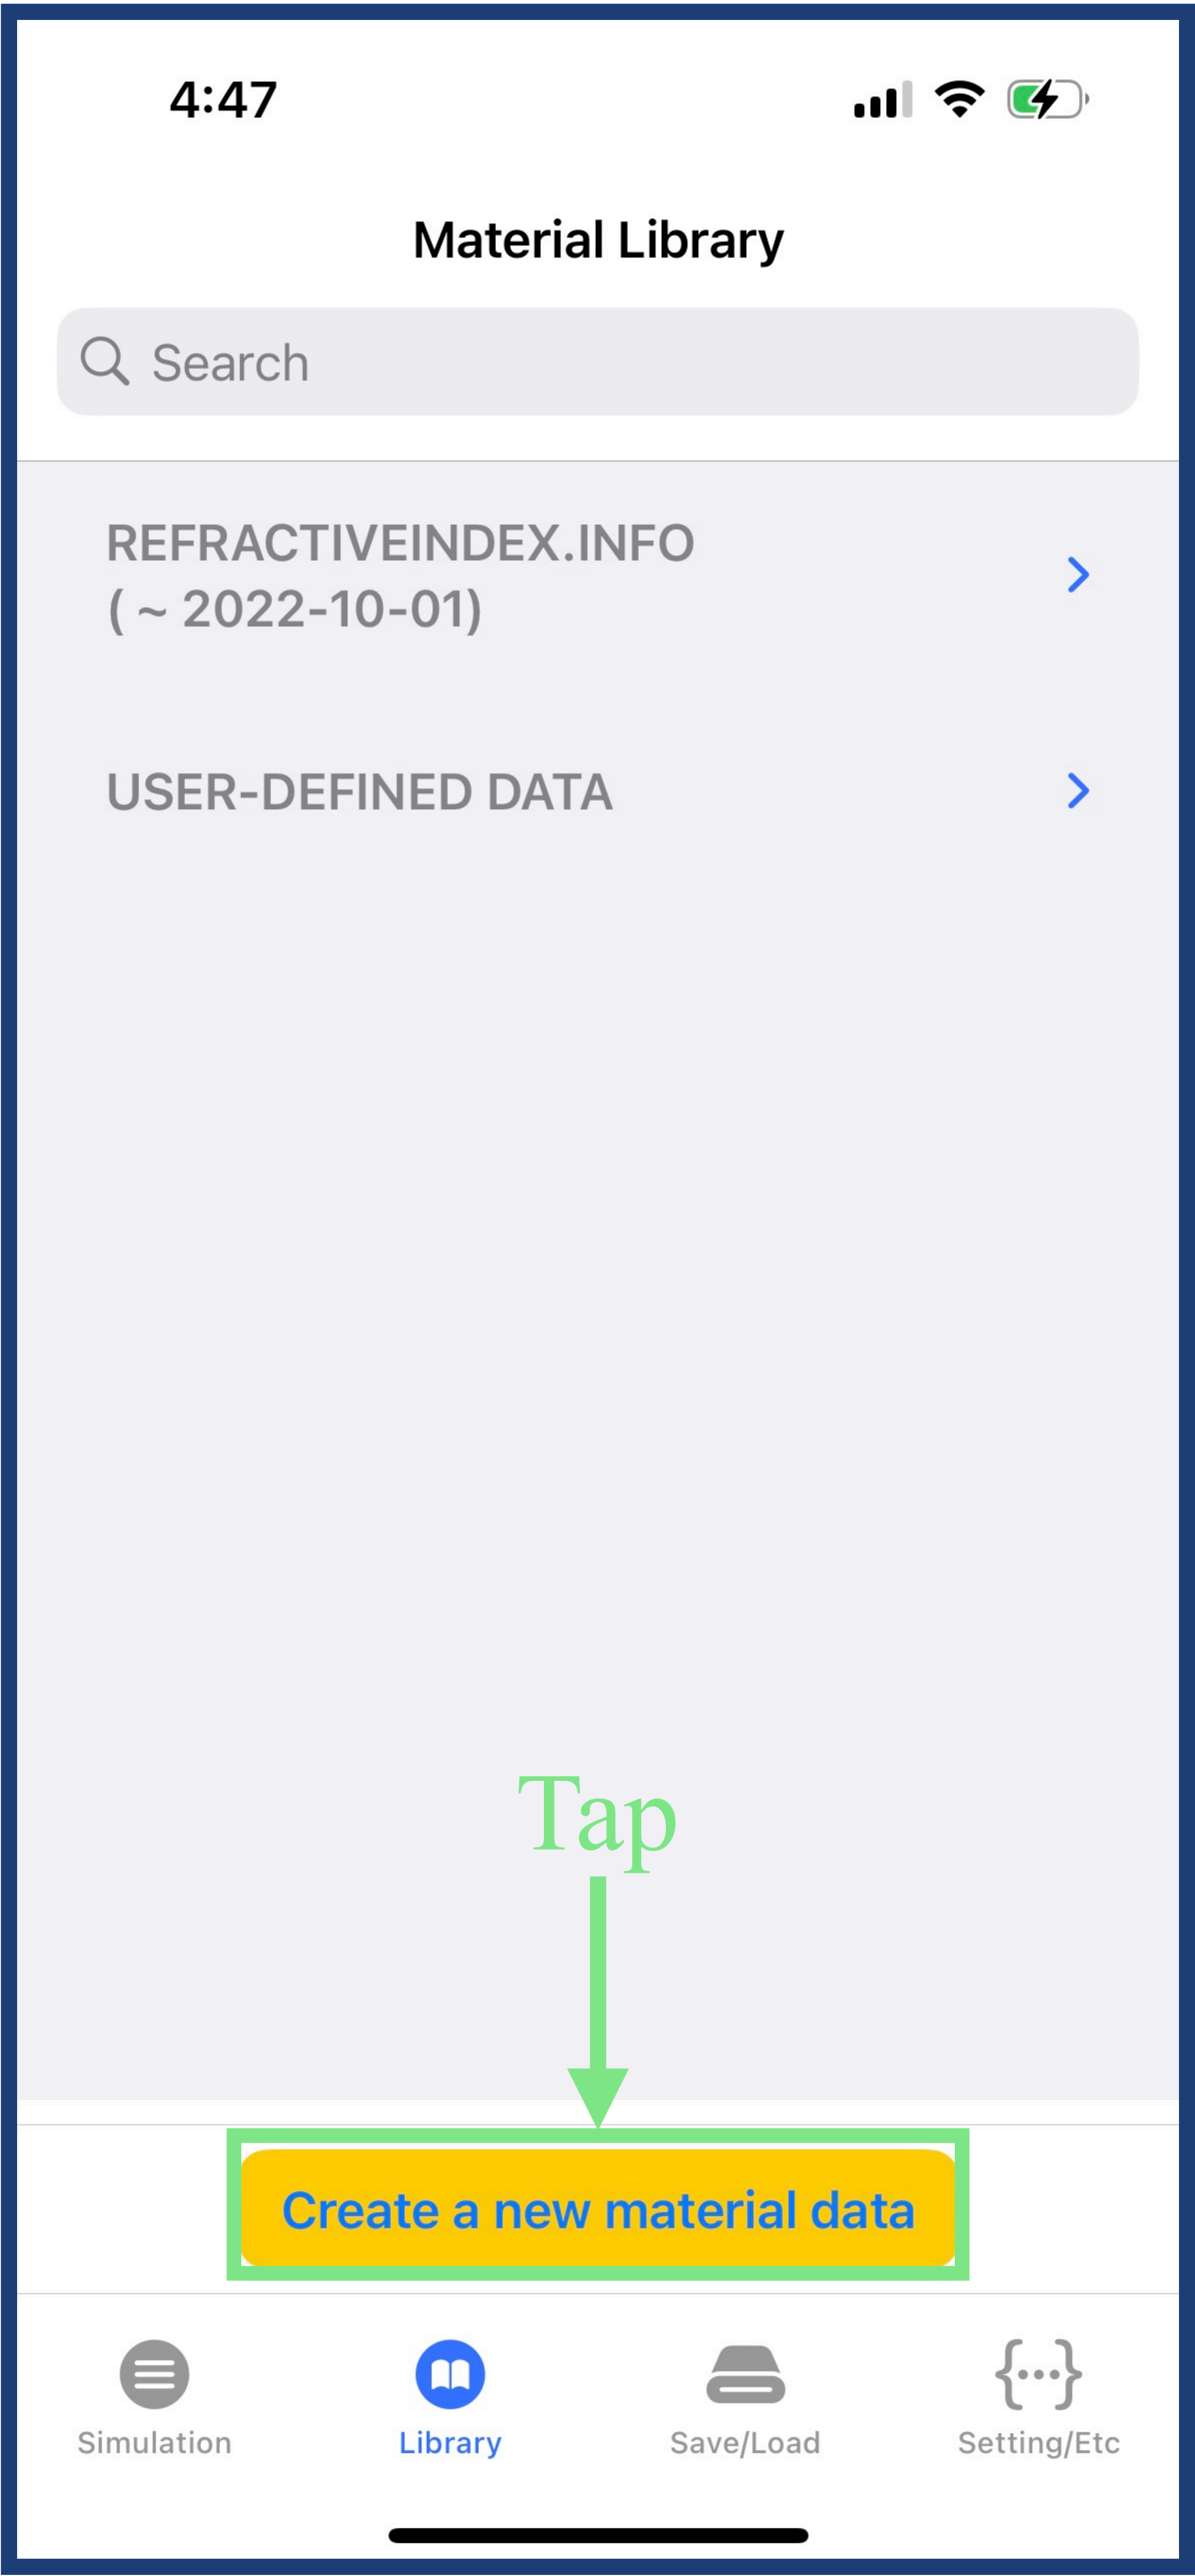 4:47
Material Library
Search
REFRACTIVEINDEX.INFO
( ~ 2022-10-01)
USER-DEFINED DATA
Tap
Create a new material data
Simulation
Library
Save/Load
Setting/Etc